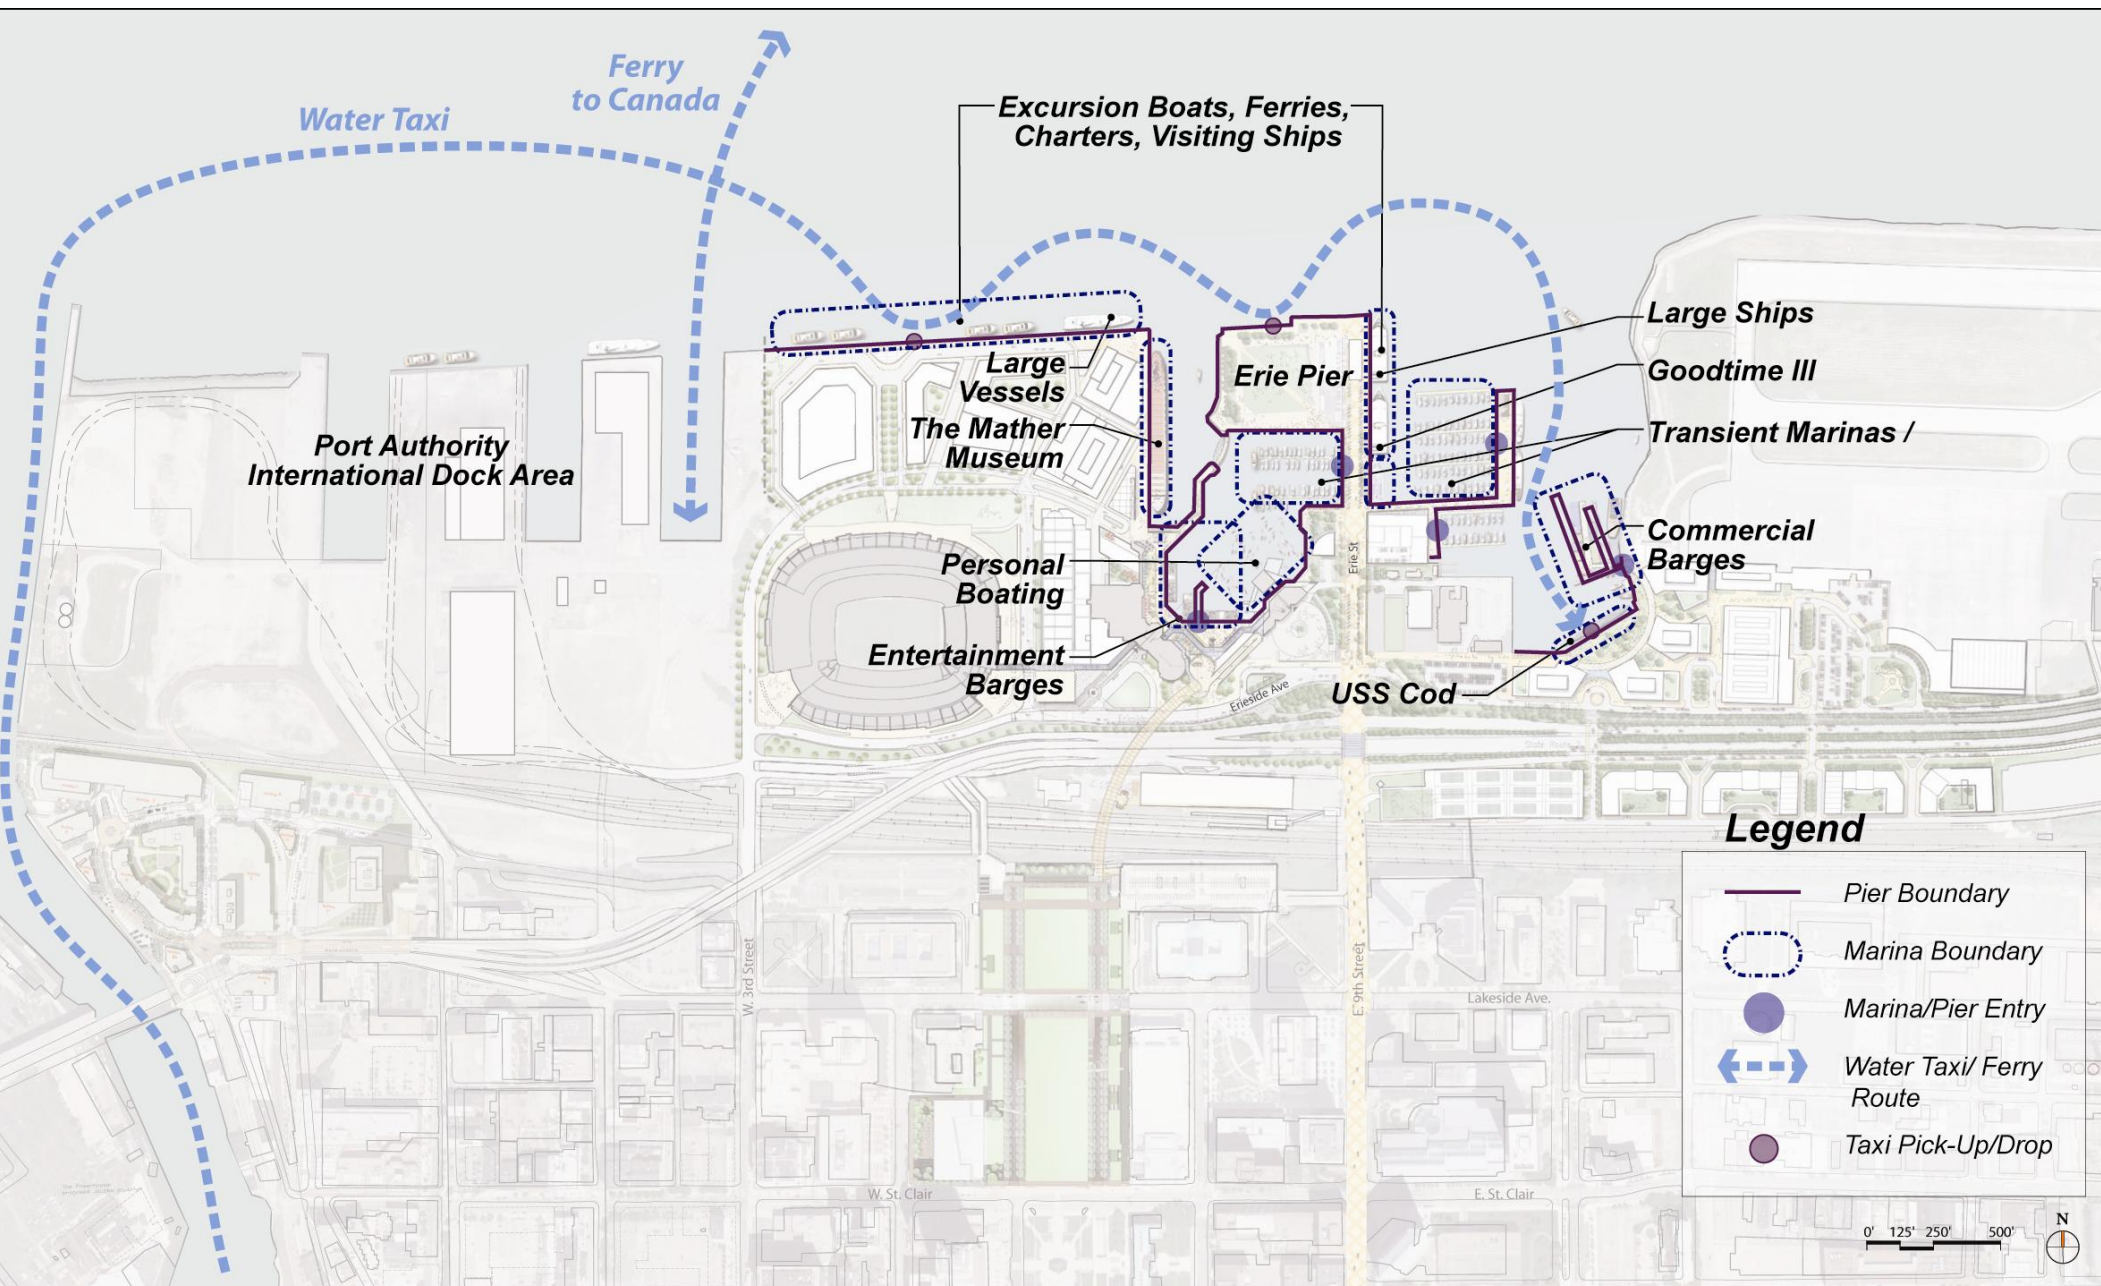 Ferry
to Canada
Water Taxi
Excursion Boats, Ferries,
Charters, Visiting Ships
Large Ships
Large
Vessels
Erie Pier
Goodtime III
The Mather
Museum
Transient Marinas /
Port Authority
International Dock Area
Commercial
Barges
Personal
Boating
Erie St
Entertainment
Barges
Erieside Ave
USS Cod
W. 3rd Street
E. 9th Street
Lakeside Ave.
W. St. Clair
E. St. Clair
Legend
Pier Boundary
Marina Boundary
Marina/Pier Entry
Water Taxi/ Ferry
Route
Taxi Pick-Up/Drop
0' 125' 250' 500'
N